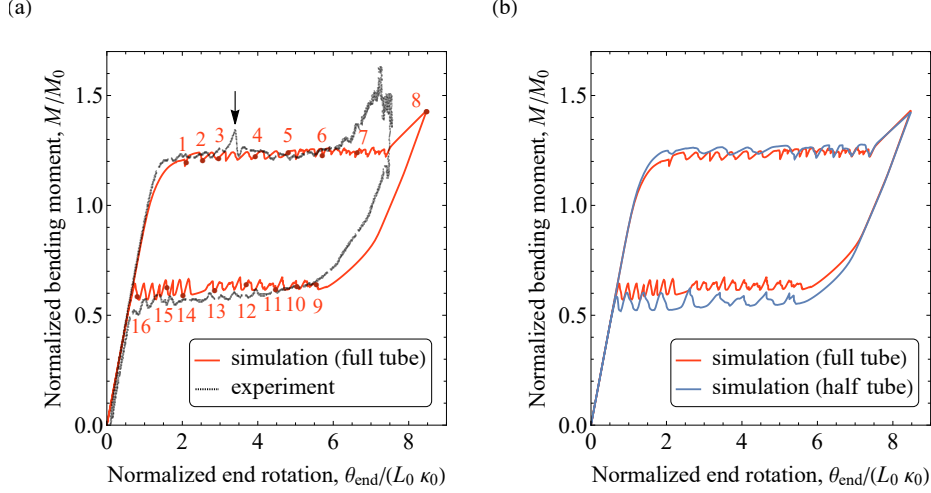 (a)
(b)
Normalized bending moment, M/M₀
1.5
1.0
0.5
0.0
0 2 4 6 8
1 2 3 4 5 6 7 8
16 15 14 13 12 11 10 9
simulation (full tube)
experiment
Normalized end rotation, θ_end/(L₀ κ₀)
Normalized bending moment, M/M₀
1.5
1.0
0.5
0.0
0 2 4 6 8
simulation (full tube)
simulation (half tube)
Normalized end rotation, θ_end/(L₀ κ₀)